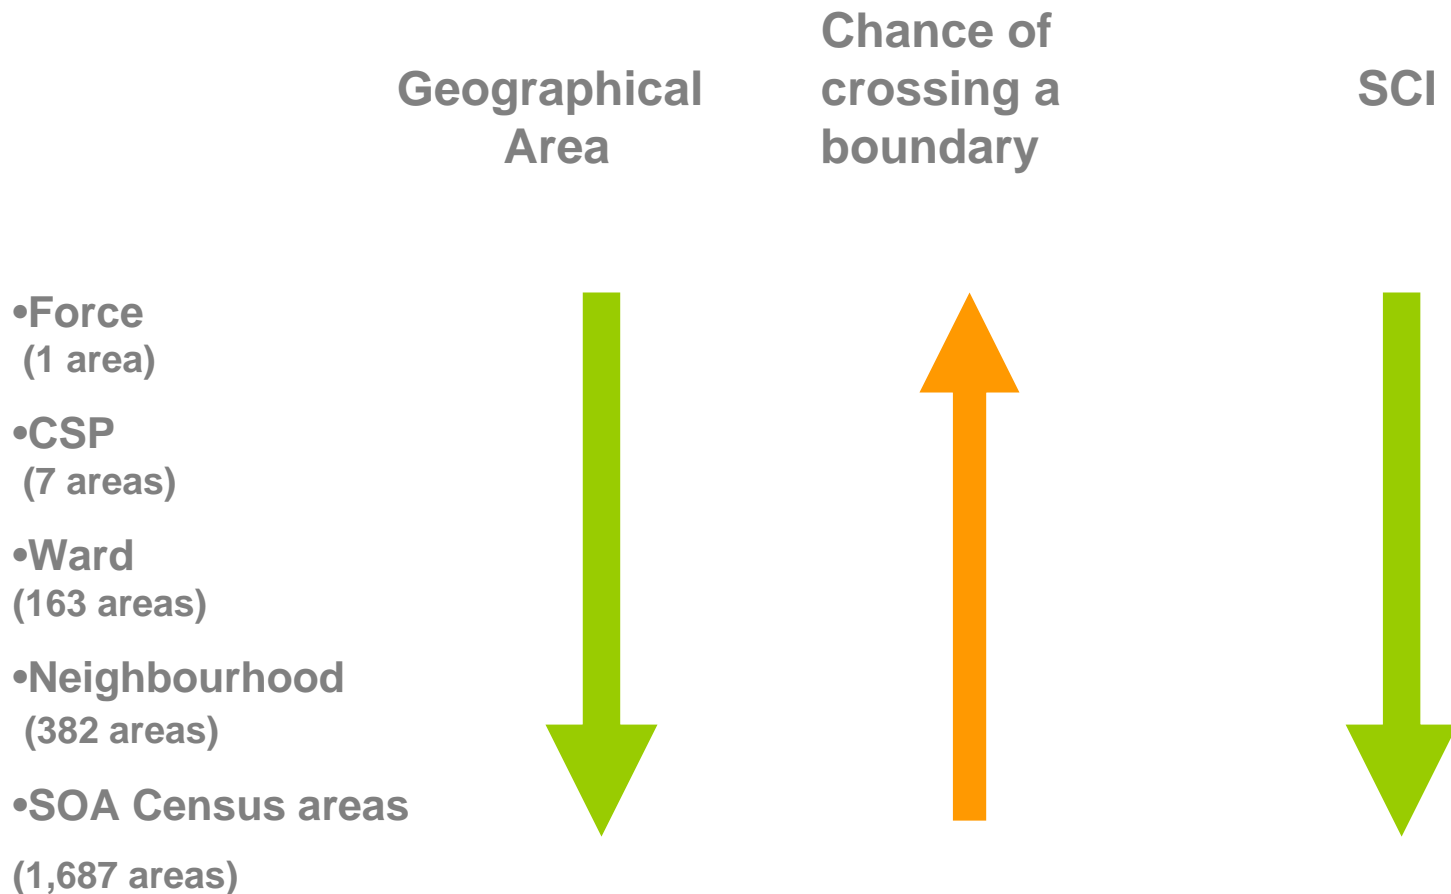 Geographical
Area
Chance of
crossing a
boundary
SCI
•Force
(1 area)
•CSP
(7 areas)
•Ward
(163 areas)
•Neighbourhood
(382 areas)
•SOA Census areas
(1,687 areas)